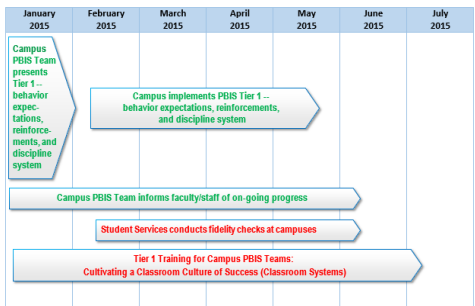 January February March April May June July
2015 2015 2015 2015 2015 2015 2015
Campus
PBIS Team
presents
Tier 1 --
behavior
expec-
tations,
reinforce-
ments, and
discipline
system
Campus implements PBIS Tier 1 --
behavior expectations, reinforcements,
and discipline system
Campus PBIS Team informs faculty/staff of on-going progress
Student Services conducts fidelity checks at campuses
Tier 1 Training for Campus PBIS Teams:
Cultivating a Classroom Culture of Success (Classroom Systems)